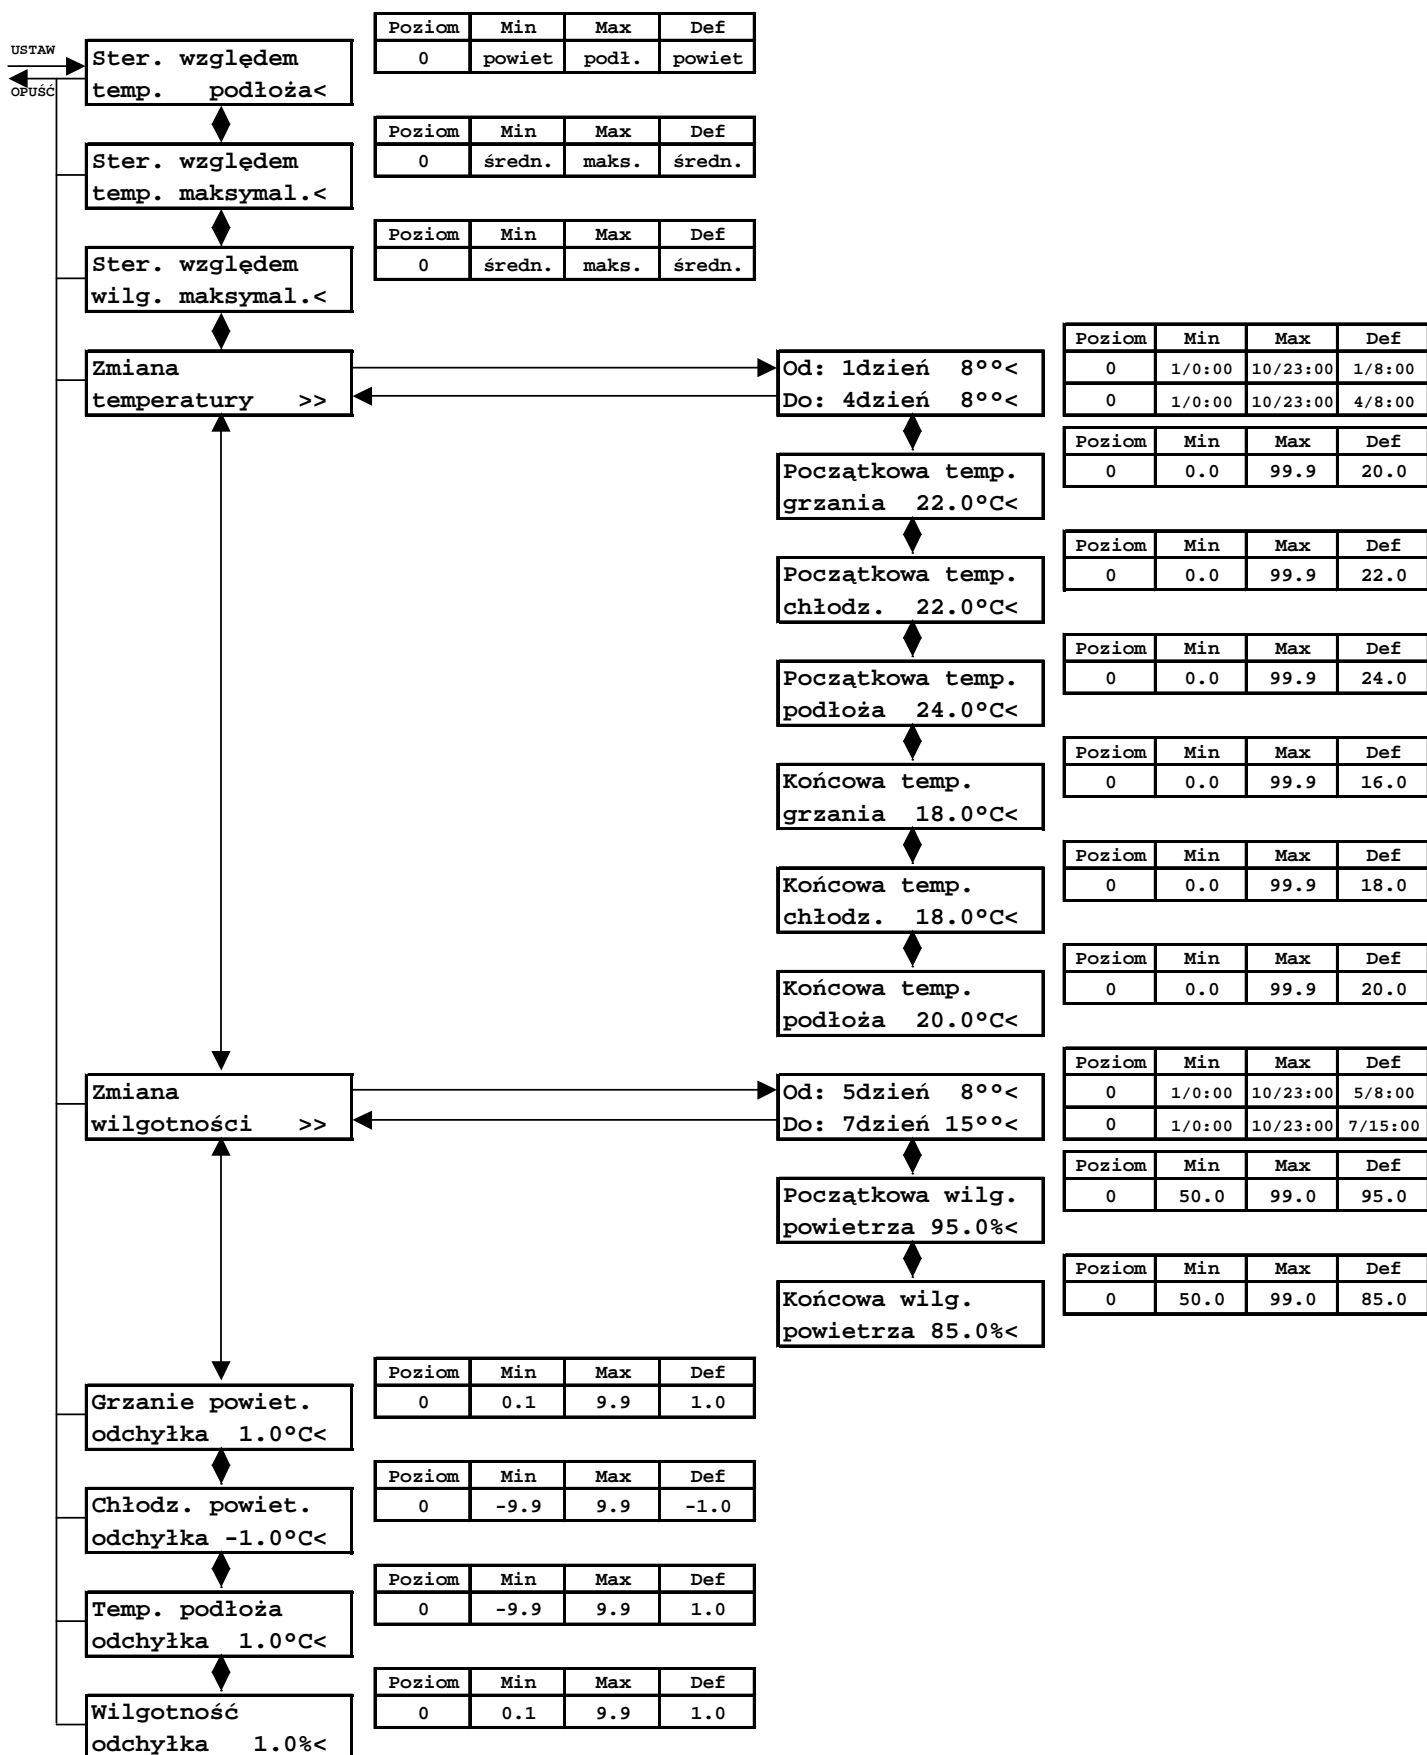 Poziom Min Max Def
0 powiet podł. powiet
USTAW
OPUŚĆ
Ster. względem
temp. podłoża<
Poziom Min Max Def
0 średn. maks. średn.
Ster. względem
temp. maksymal.<
Poziom Min Max Def
0 średn. maks. średn.
Ster. względem
wilg. maksymal.<
Zmiana
temperatury >>
Od: 1dzień 8ºº<
Do: 4dzień 8ºº<
Poziom Min Max Def
0 1/0:00 10/23:00 1/8:00
0 1/0:00 10/23:00 4/8:00
Początkowa temp.
grzania 22.0ºC<
Poziom Min Max Def
0 0.0 99.9 20.0
Początkowa temp.
chłodz. 22.0ºC<
Poziom Min Max Def
0 0.0 99.9 22.0
Początkowa temp.
podłoża 24.0ºC<
Poziom Min Max Def
0 0.0 99.9 24.0
Końcowa temp.
grzania 18.0ºC<
Poziom Min Max Def
0 0.0 99.9 16.0
Końcowa temp.
chłodz. 18.0ºC<
Poziom Min Max Def
0 0.0 99.9 18.0
Końcowa temp.
podłoża 20.0ºC<
Poziom Min Max Def
0 0.0 99.9 20.0
Zmiana
wilgotności >>
Od: 5dzień 8ºº<
Do: 7dzień 15ºº<
Poziom Min Max Def
0 1/0:00 10/23:00 5/8:00
0 1/0:00 10/23:00 7/15:00
Początkowa wilg.
powietrza 95.0%<
Poziom Min Max Def
0 50.0 99.0 95.0
Końcowa wilg.
powietrza 85.0%<
Poziom Min Max Def
0 50.0 99.0 85.0
Poziom Min Max Def
0 0.1 9.9 1.0
Grzanie powiet.
odchyłka 1.0ºC<
Poziom Min Max Def
0 -9.9 9.9 -1.0
Chłodz. powiet.
odchyłka -1.0ºC<
Poziom Min Max Def
0 -9.9 9.9 1.0
Temp. podłoża
odchyłka 1.0ºC<
Poziom Min Max Def
0 0.1 9.9 1.0
Wilgotność
odchyłka 1.0%<